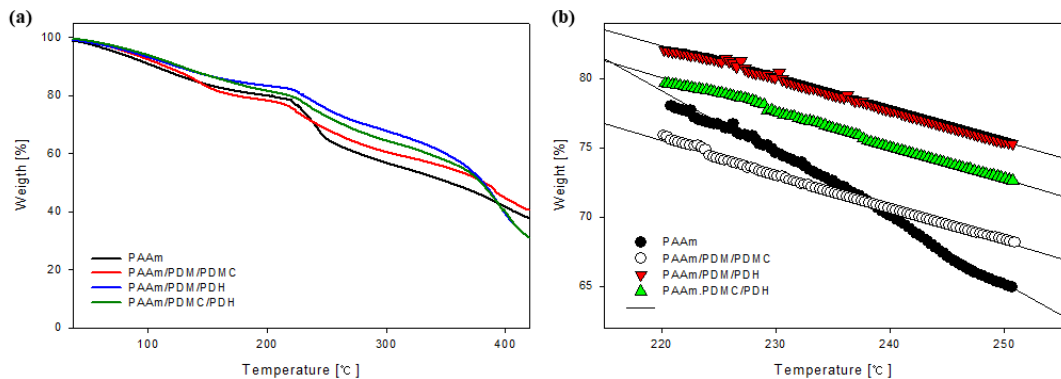 (a)
100
80
60
40
20
0
Weigth [%]
PAAm
PAAm/PDM/PDMC
PAAm/PDM/PDH
PAAm/PDMC/PDH
100
200
300
400
Temperature [℃]
(b)
80
75
70
65
Weight [%]
PAAm
PAAm/PDM/PDMC
PAAm/PDM/PDH
PAAm.PDMC/PDH
220
230
240
250
Temperature [℃]